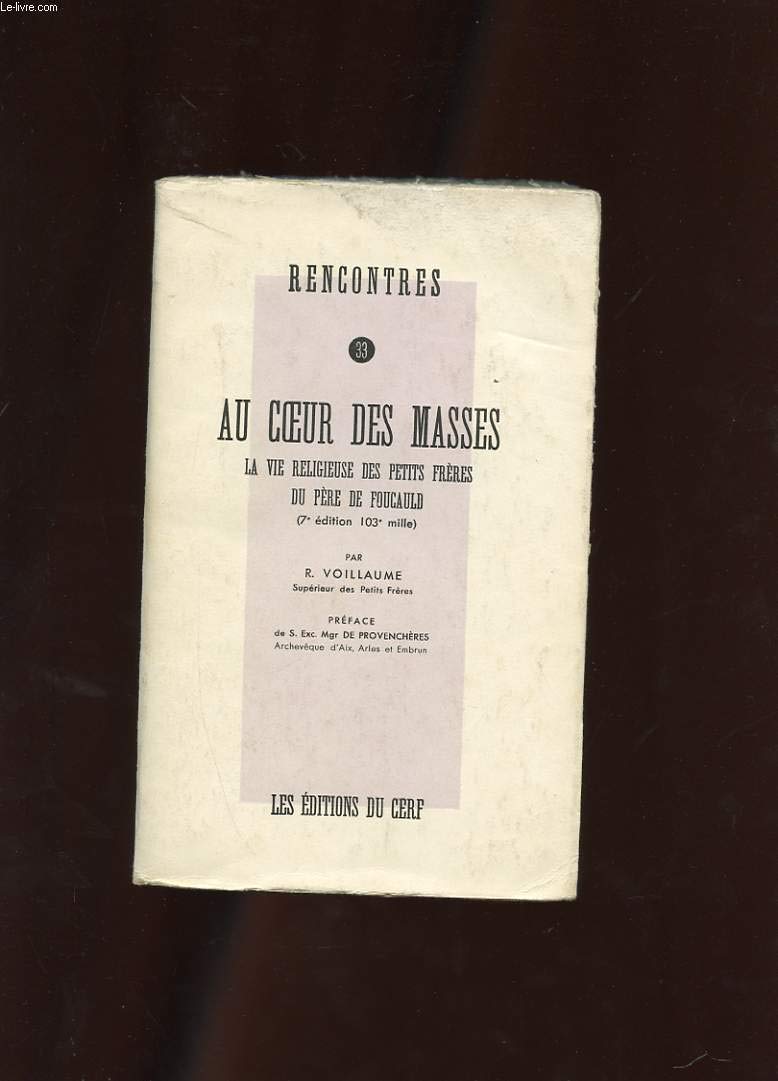 Le-livre.com
RENCONTRES
33
AU CŒUR DES MASSES
LA VIE RELIGIEUSE DES PETITS FRÈRES
DU PÈRE DE FOUCAULD
(7e édition 103e mille)
PAR
R. VOILLAUME
Supérieur des Petits Frères
PRÉFACE
de S. Exc. Mgr DE PROVENCHÈRES
Archevêque d'Aix, Arles et Embrun
LES ÉDITIONS DU CERF